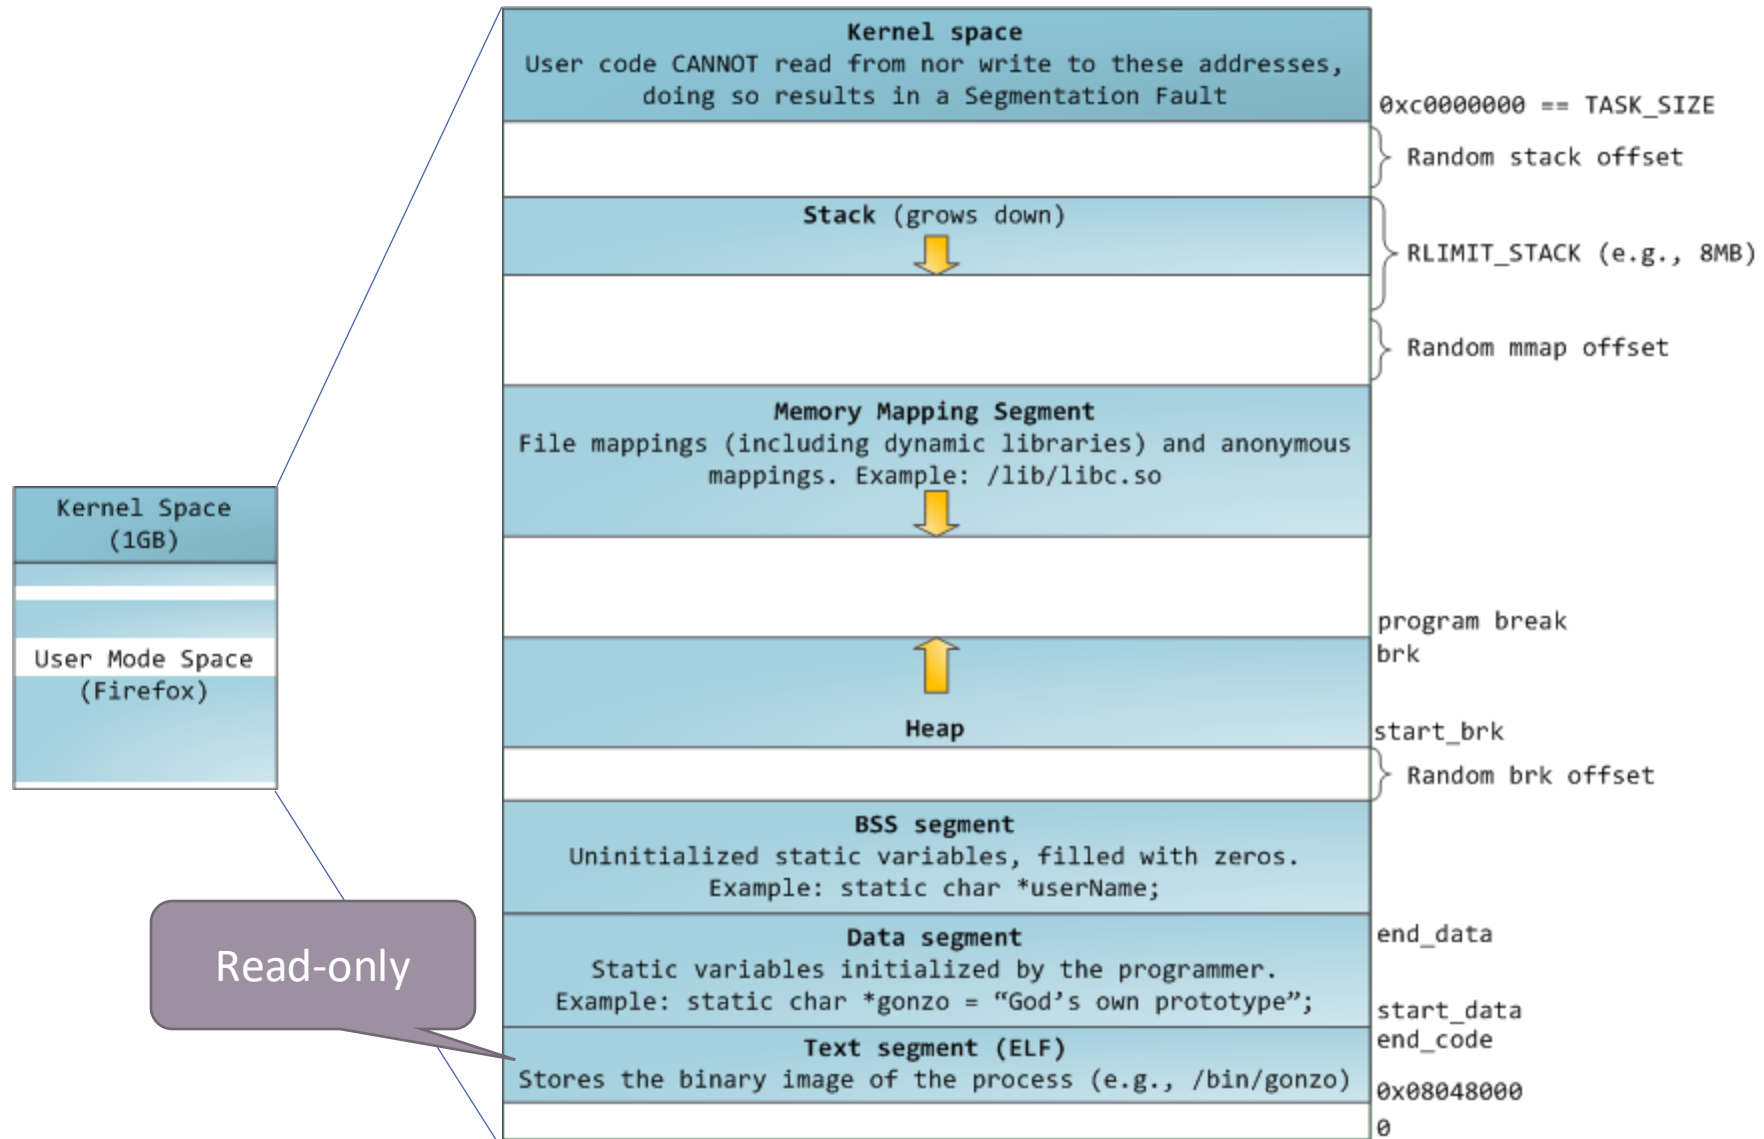 Kernel space
User code CANNOT read from nor write to these addresses,
doing so results in a Segmentation Fault
0xc0000000 == TASK_SIZE
Random stack offset
Stack (grows down)
RLIMIT_STACK (e.g., 8MB)
Random mmap offset
Memory Mapping Segment
File mappings (including dynamic libraries) and anonymous
mappings. Example: /lib/libc.so
Kernel Space
(1GB)
User Mode Space
(Firefox)
program break
brk
Heap
start_brk
Random brk offset
BSS segment
Uninitialized static variables, filled with zeros.
Example: static char *userName;
Read-only
Data segment
Static variables initialized by the programmer.
Example: static char *gonzo = “God’s own prototype”;
end_data
start_data
end_code
Text segment (ELF)
Stores the binary image of the process (e.g., /bin/gonzo)
0x08048000
0